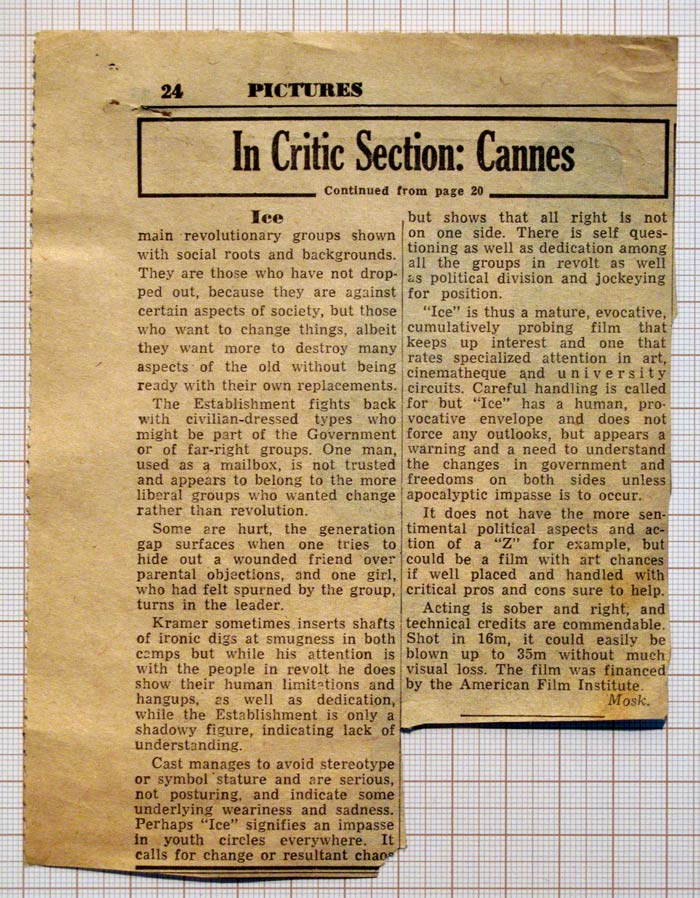 24 PICTURES
In Critic Section: Cannes
Continued from page 20
Ice
main revolutionary groups shown
with social roots and backgrounds.
They are those who have not drop-
ped out, because they are against
certain aspects of society, but those
who want to change things, albeit
they want more to destroy many
aspects of the old without being
ready with their own replacements.
The Establishment fights back
with civilian-dressed types who
might be part of the Government
or of far-right groups. One man,
used as a mailbox, is not trusted
and appears to belong to the more
liberal groups who wanted change
rather than revolution.
Some are hurt, the generation
gap surfaces when one tries to
hide out a wounded friend over
parental objections, and one girl,
who had felt spurned by the group,
turns in the leader.
Kramer sometimes inserts shafts
of ironic digs at smugness in both
camps but while his attention is
with the people in revolt he does
show their human limitations and
hangups, as well as dedication,
while the Establishment is only a
shadowy figure, indicating lack of
understanding.
Cast manages to avoid stereotype
or symbol stature and are serious,
not posturing, and indicate some
underlying weariness and sadness.
Perhaps "Ice" signifies an impasse
in youth circles everywhere. It
calls for change or resultant chaos
but shows that all right is not
on one side. There is self ques-
tioning as well as dedication among
all the groups in revolt as well
as political division and jockeying
for position.
"Ice" is thus a mature, evocative,
cumulatively probing film that
keeps up interest and one that
rates specialized attention in art,
cinematheque and university
circuits. Careful handling is called
for but "Ice" has a human, pro-
vocative envelope and does not
force any outlooks, but appears a
warning and a need to understand
the changes in government and
freedoms on both sides unless
apocalyptic impasse is to occur.
It does not have the more sen-
timental political aspects and ac-
tion of a "Z" for example, but
could be a film with art chances
if well placed and handled with
critical pros and cons sure to help.
Acting is sober and right, and
technical credits are commendable.
Shot in 16m, it could easily be
blown up to 35m without much
visual loss. The film was financed
by the American Film Institute.
Mosk.